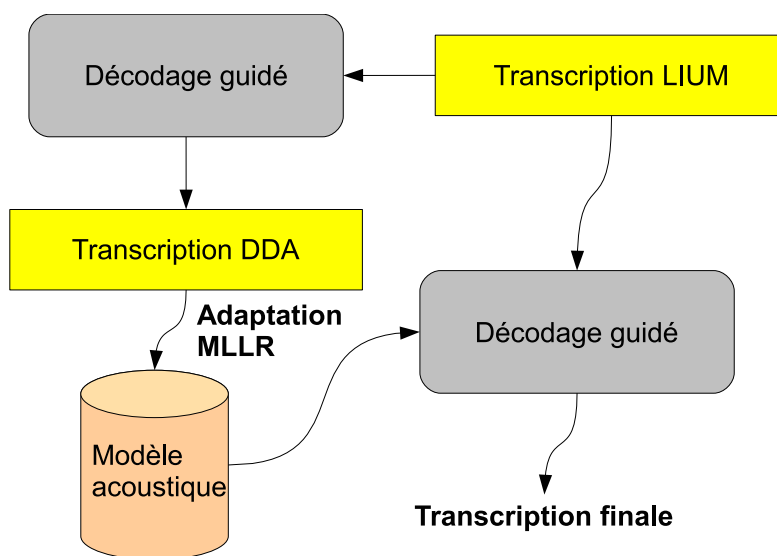 Décodage guidé
Transcription LIUM
Transcription DDA
Adaptation
MLLR
Décodage guidé
Modèle
acoustique
Transcription finale